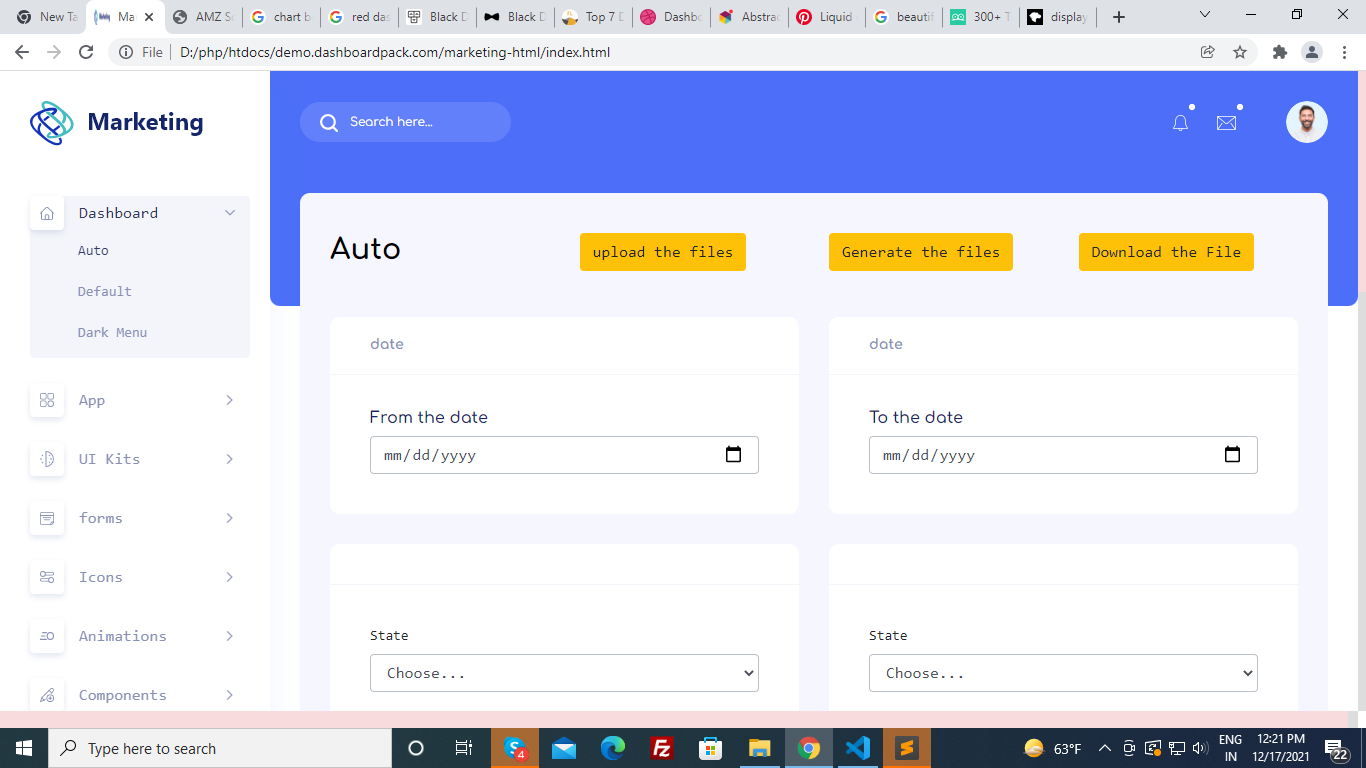 New Ta
Ma
AMZ Sc
chart b
red das
Black D
Black D
Top 7 D
Dashbo
Abstrac
Liquid
beautif
300+ T
display
File
D:/php/htdocs/demo.dashboardpack.com/marketing-html/index.html
Marketing
Search here...
Dashboard
Auto
Default
Dark Menu
App
UI Kits
forms
Icons
Animations
Components
Auto
upload the files
Generate the files
Download the File
date
From the date
mm/dd/yyyy
date
To the date
mm/dd/yyyy
State
Choose...
State
Choose...
Type here to search
4
63°F
ENG
IN
12:21 PM
12/17/2021
22